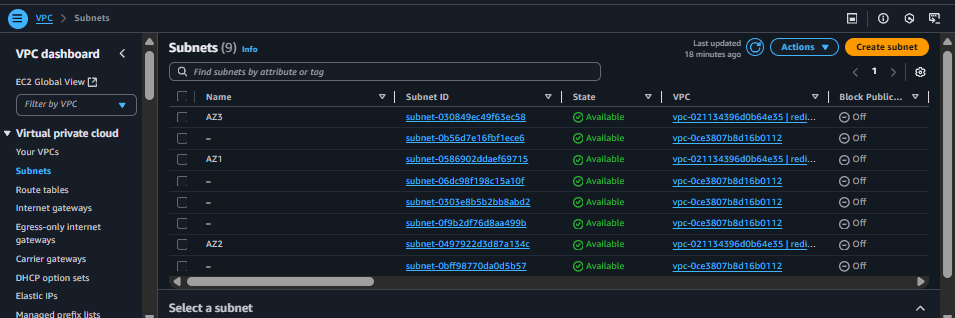 VPC > Subnets
VPC dashboard
EC2 Global View
Filter by VPC
Virtual private cloud
Your VPCs
Subnets
Route tables
Internet gateways
Egress-only internet
gateways
Carrier gateways
DHCP option sets
Elastic IPs
Managed prefix lists
Subnets (9) Info
Last updated
18 minutes ago
Actions
Create subnet
Find subnets by attribute or tag
1
Name Subnet ID State VPC Block Public...
AZ3 subnet-030849ec49f63ec58 Available vpc-021134396d0b64e35 | redi... Off
– subnet-0b56d7e16fbf1ece6 Available vpc-0ce3807b8d16b0112 Off
AZ1 subnet-0586902ddaef69715 Available vpc-021134396d0b64e35 | redi... Off
– subnet-06dc98f198c15a10f Available vpc-0ce3807b8d16b0112 Off
– subnet-0303e8b5b2bb8abd2 Available vpc-0ce3807b8d16b0112 Off
– subnet-0f9b2df76d8aa499b Available vpc-0ce3807b8d16b0112 Off
AZ2 subnet-0497922d3d87a134c Available vpc-021134396d0b64e35 | redi... Off
– subnet-0bff98770da0d5b57 Available vpc-0ce3807b8d16b0112 Off
Select a subnet